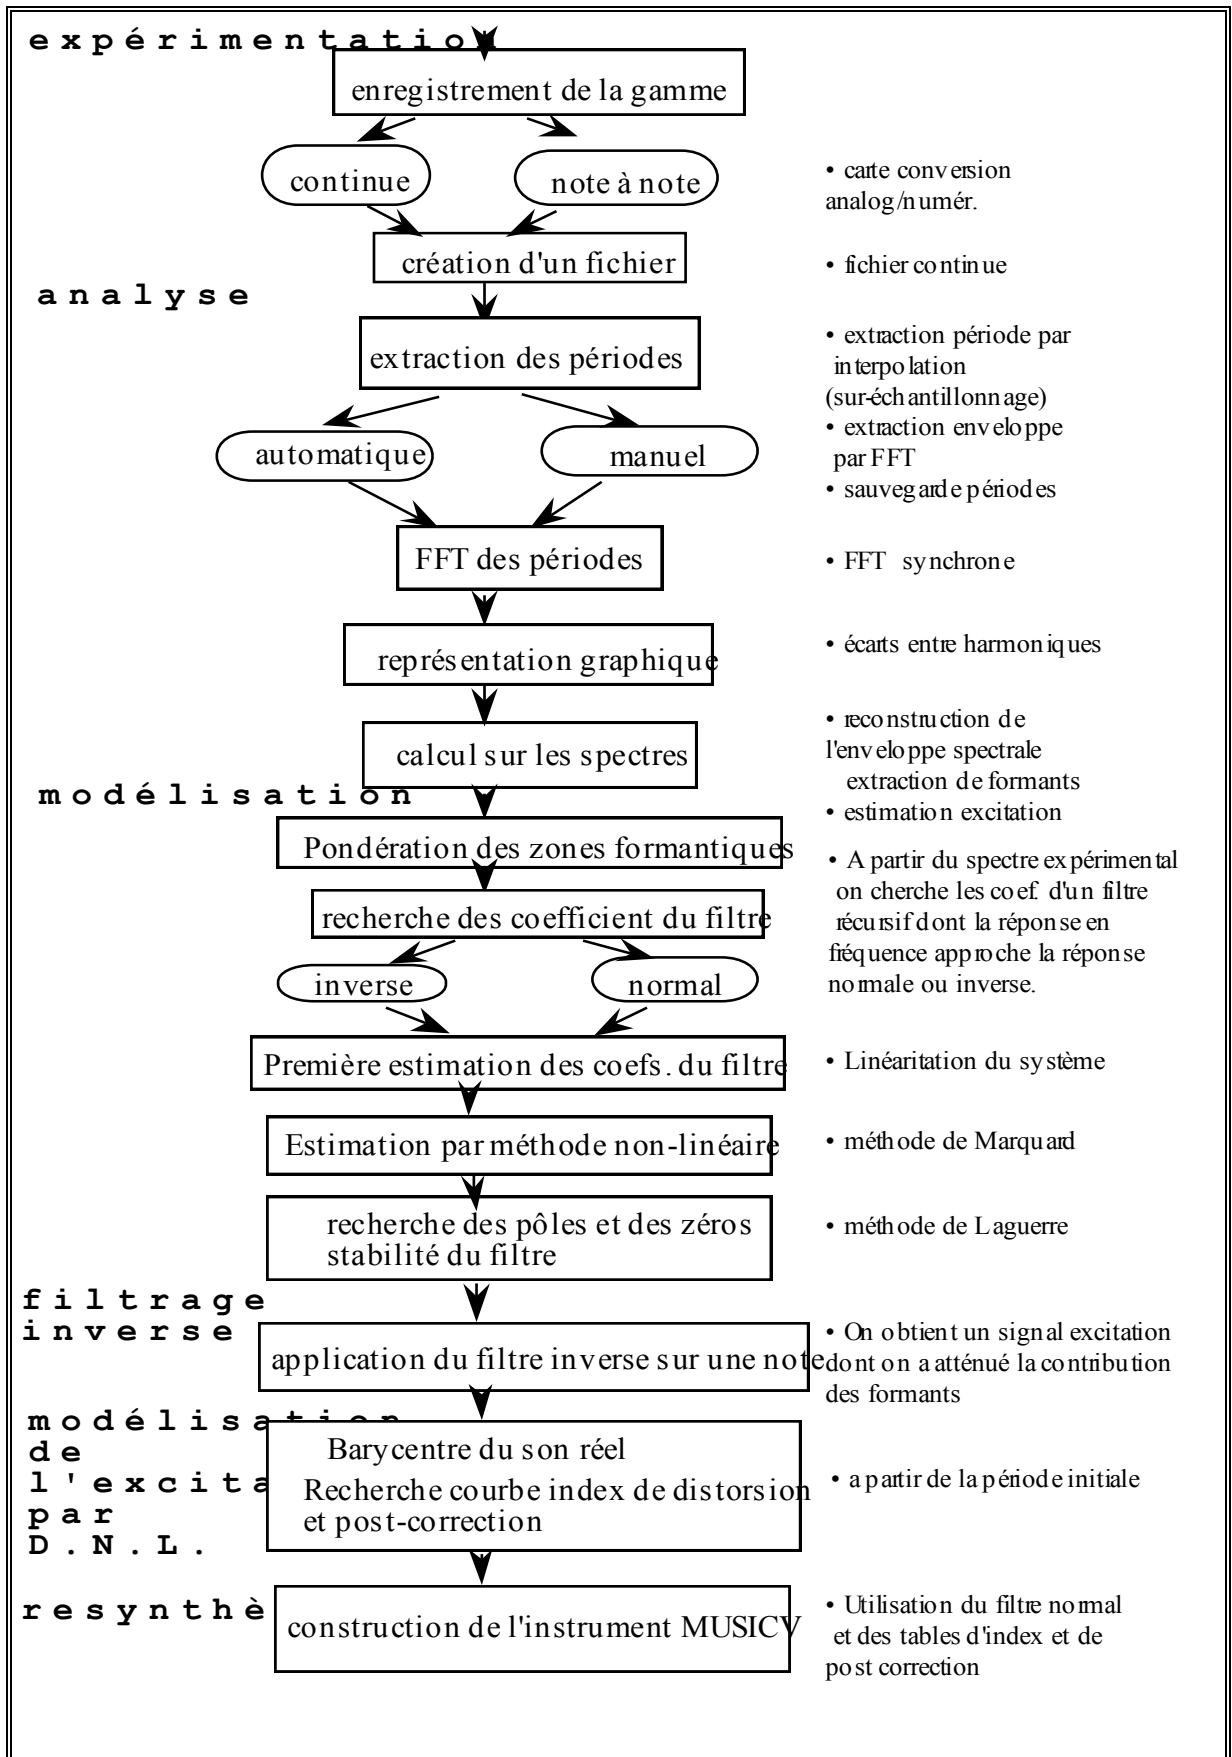 expérimentation
enregistrement de la gamme
continue
note à note
• carte conversion
analog/numér.
création d'un fichier
• fichier continue
analyse
extraction des périodes
• extraction période par
interpolation
(sur-échantillonnage)
• extraction enveloppe
par FFT
• sauvegarde périodes
automatique
manuel
FFT des périodes
• FFT synchrone
représentation graphique
• écarts entre harmoniques
calcul sur les spectres
• reconstruction de
l'enveloppe spectrale
extraction de formants
• estimation excitation
modélisation
Pondération des zones formantiques
• A partir du spectre expérimental
on cherche les coef. d'un filtre
récursif dont la réponse en
fréquence approche la réponse
normale ou inverse.
recherche des coefficient du filtre
inverse
normal
Première estimation des coefs. du filtre
• Linéaritation du système
Estimation par méthode non-linéaire
• méthode de Marquard
recherche des pôles et des zéros
stabilité du filtre
• méthode de Laguerre
filtrage
inverse
application du filtre inverse sur une note
• On obtient un signal excitation
dont on a atténué la contribution
des formants
modélisation
de
l'excita
par
D.N.L.
Barycentre du son réel
Recherche courbe index de distorsion
et post-correction
• a partir de la période initiale
resynthè
construction de l'instrument MUSICV
• Utilisation du filtre normal
et des tables d'index et de
post correction